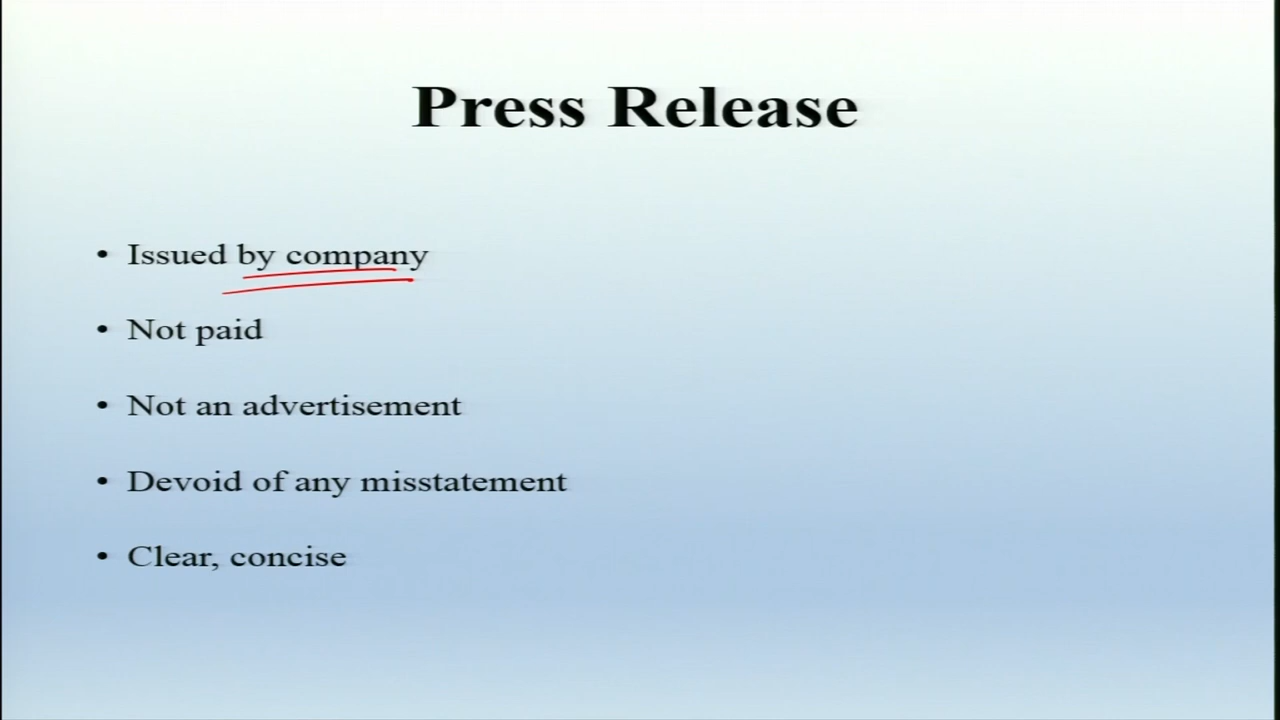 Press Release
• Issued by company
• Not paid
• Not an advertisement
• Devoid of any misstatement
• Clear, concise